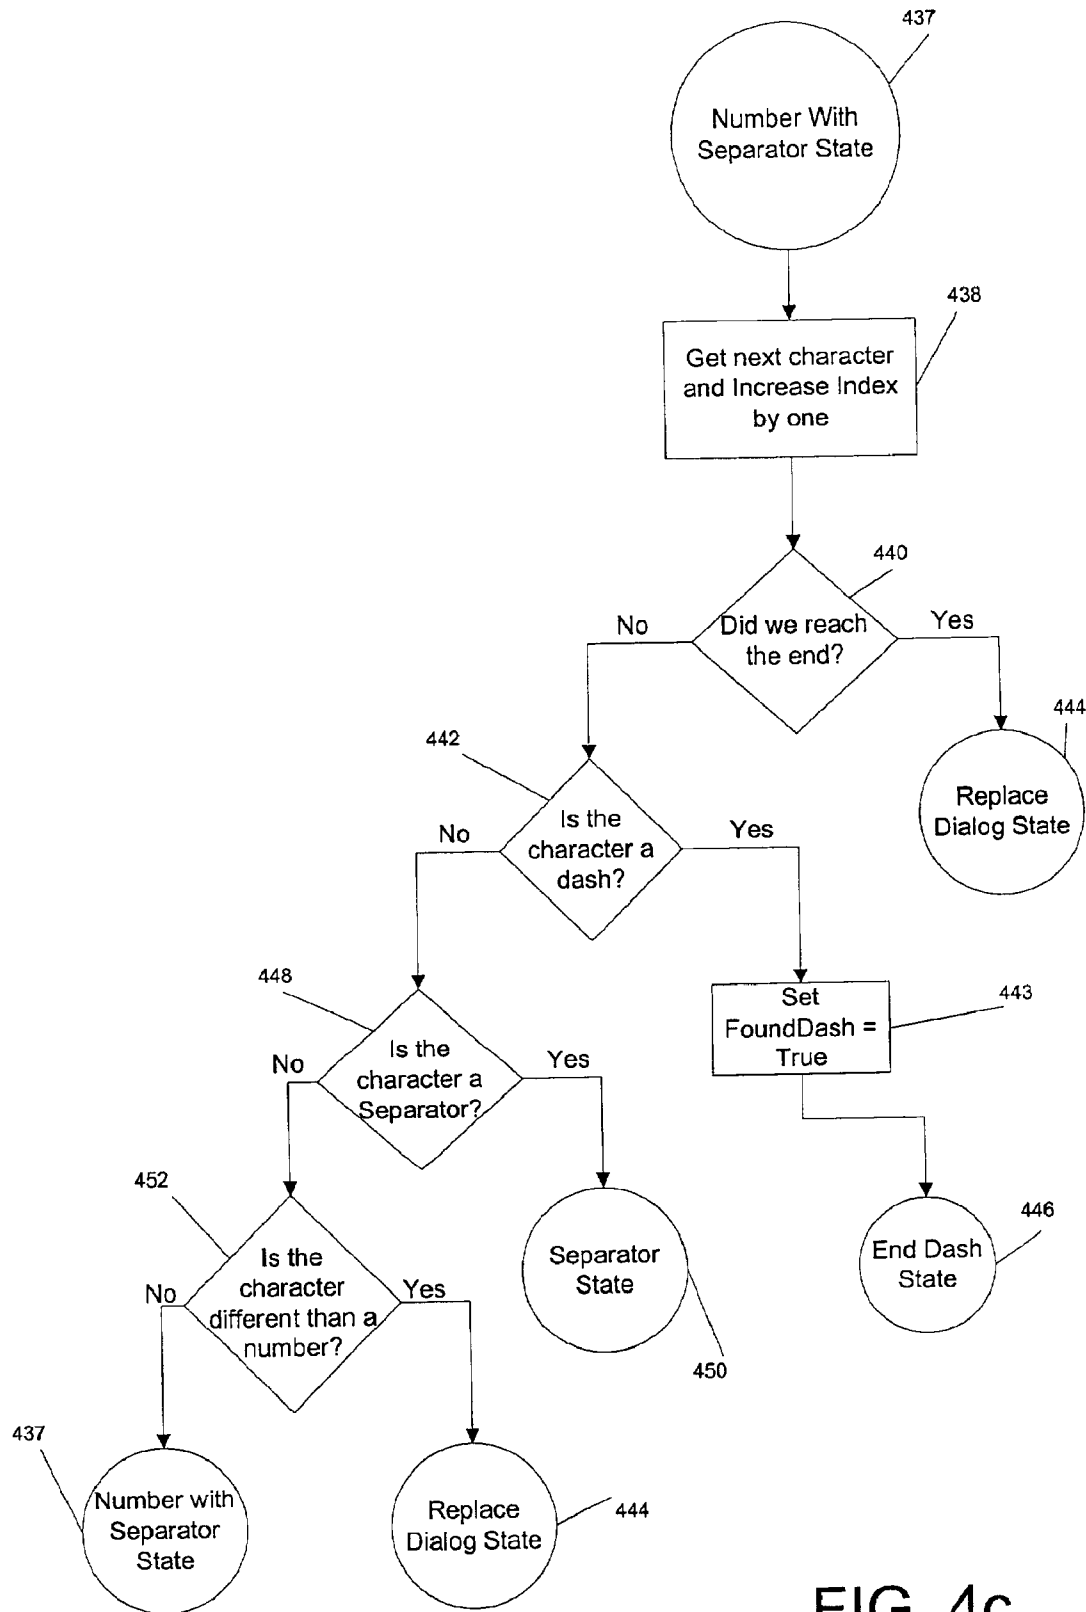 437
Number With
Separator State
438
Get next character
and Increase Index
by one
440
Did we reach
the end?
No
Yes
444
Replace
Dialog State
442
Is the
character a
dash?
No
Yes
443
Set
FoundDash =
True
448
Is the
character a
Separator?
No
Yes
446
End Dash
State
452
Is the
character
different than a
number?
No
Yes
Separator
State
450
437
Number with
Separator
State
Replace
Dialog State
444
FIG. 4c